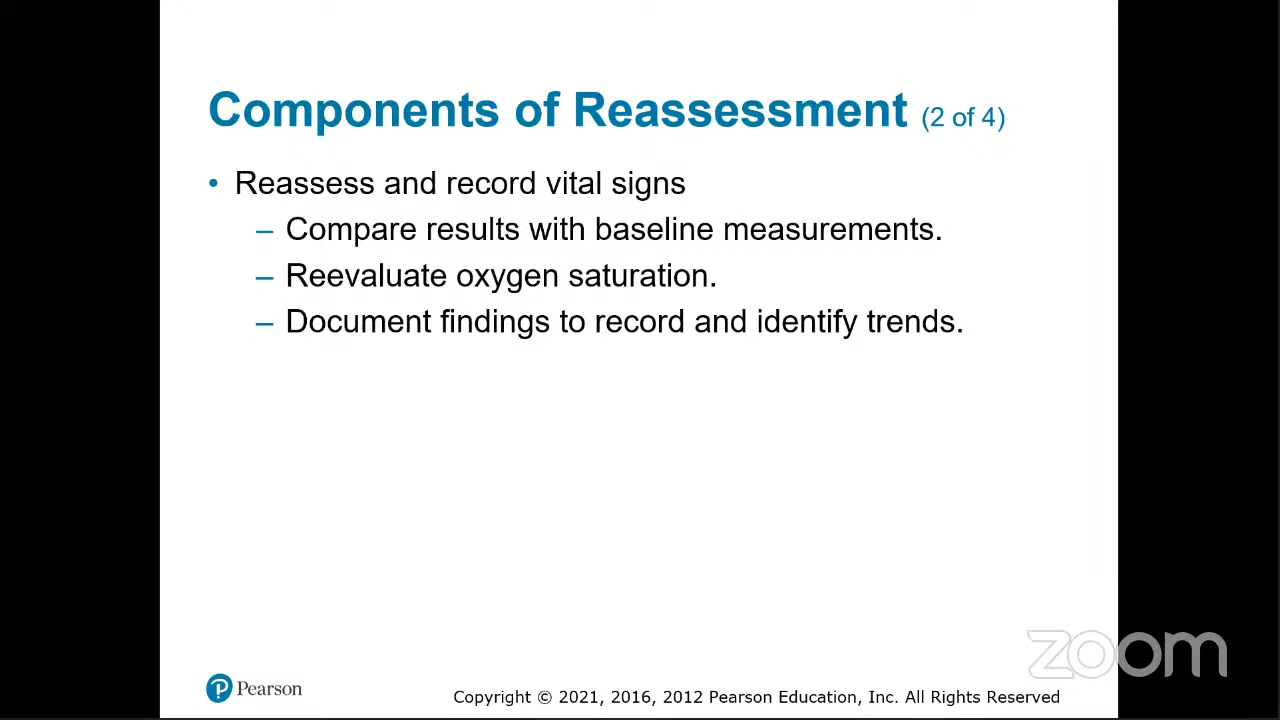 Components of Reassessment (2 of 4)
• Reassess and record vital signs
– Compare results with baseline measurements.
– Reevaluate oxygen saturation.
– Document findings to record and identify trends.
zoom
Pearson
Copyright © 2021, 2016, 2012 Pearson Education, Inc. All Rights Reserved